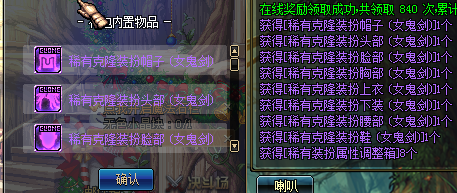 内置物品 -
稀有克隆装扮帽子 (女鬼剑)
稀有克隆装扮头部 (女鬼剑)
稀有克隆装扮脸部 (女鬼剑)
确认
决斗场
在线奖励领取成功,共领取 840 次,累计
获得[稀有克隆装扮帽子 (女鬼剑)]1个
获得[稀有克隆装扮头部 (女鬼剑)]1个
获得[稀有克隆装扮脸部 (女鬼剑)]1个
获得[稀有克隆装扮胸部 (女鬼剑)]1个
获得[稀有克隆装扮上衣 (女鬼剑)]1个
获得[稀有克隆装扮下装 (女鬼剑)]1个
获得[稀有克隆装扮腰部 (女鬼剑)]1个
获得[稀有克隆装扮鞋 (女鬼剑)]1个
获得[稀有装扮属性调整箱]8个
喇叭